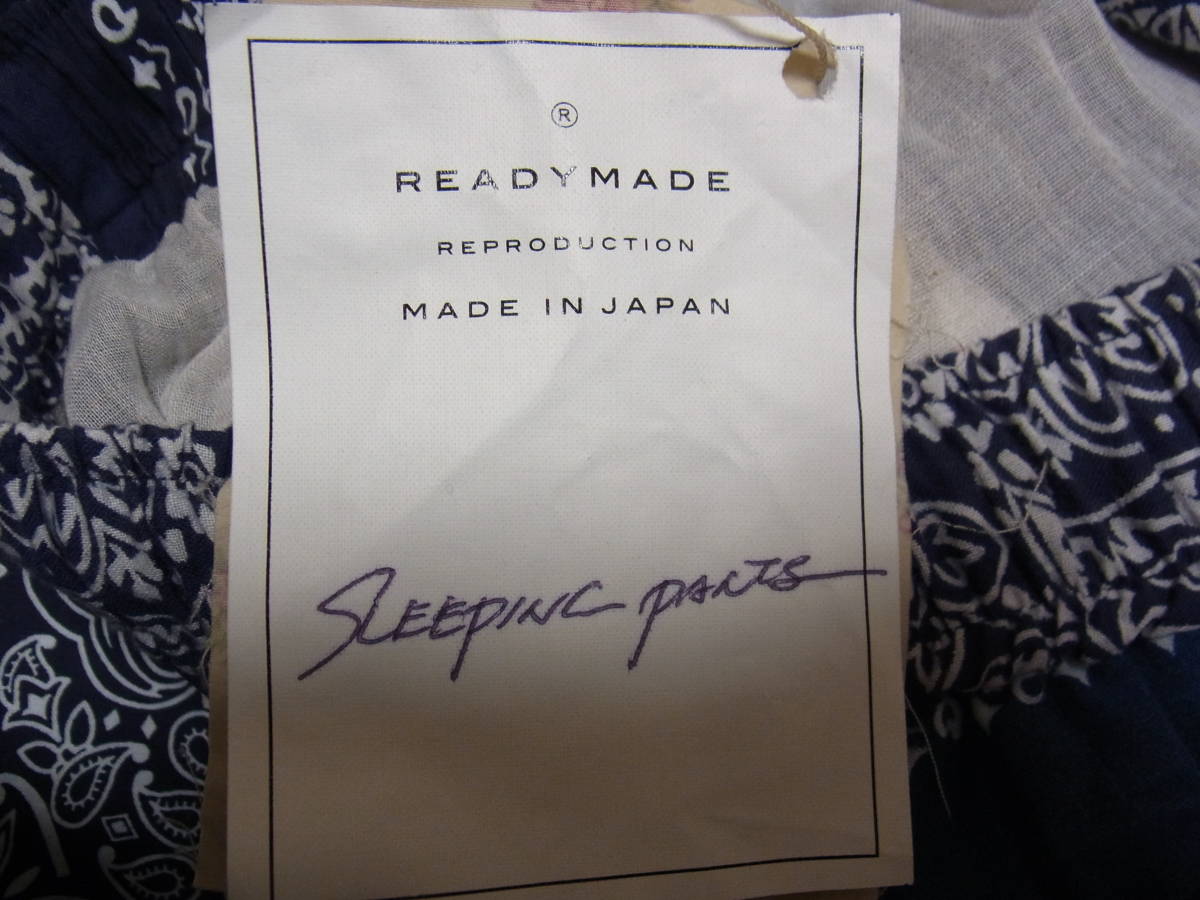 ®
READYMADE
REPRODUCTION
MADE IN JAPAN
SLEEPING PANTS